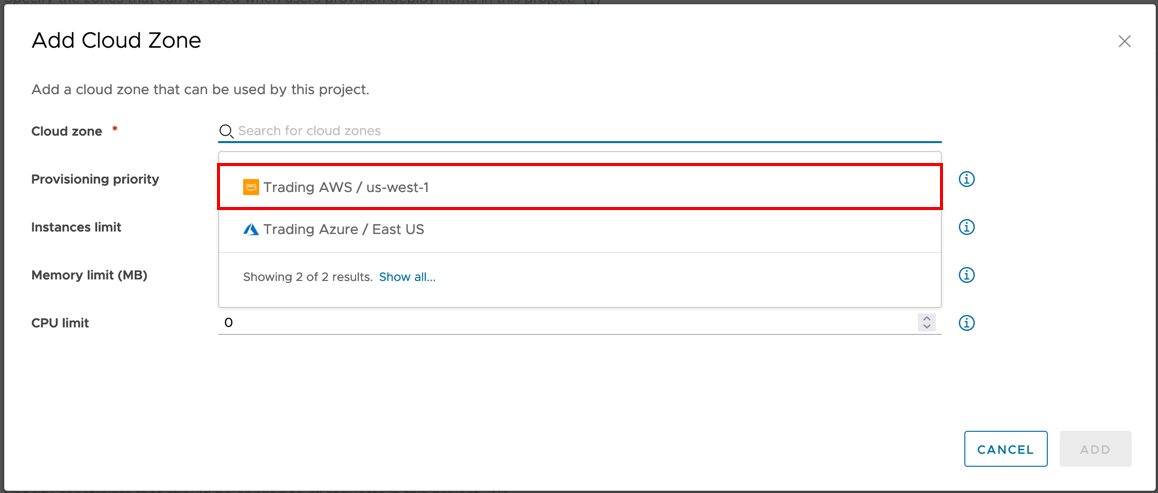 Add Cloud Zone
Add a cloud zone that can be used by this project.
Cloud zone *
Search for cloud zones
Provisioning priority
aws Trading AWS / us-west-1
Instances limit
Trading Azure / East US
Memory limit (MB)
Showing 2 of 2 results. Show all...
CPU limit
0
CANCEL
ADD